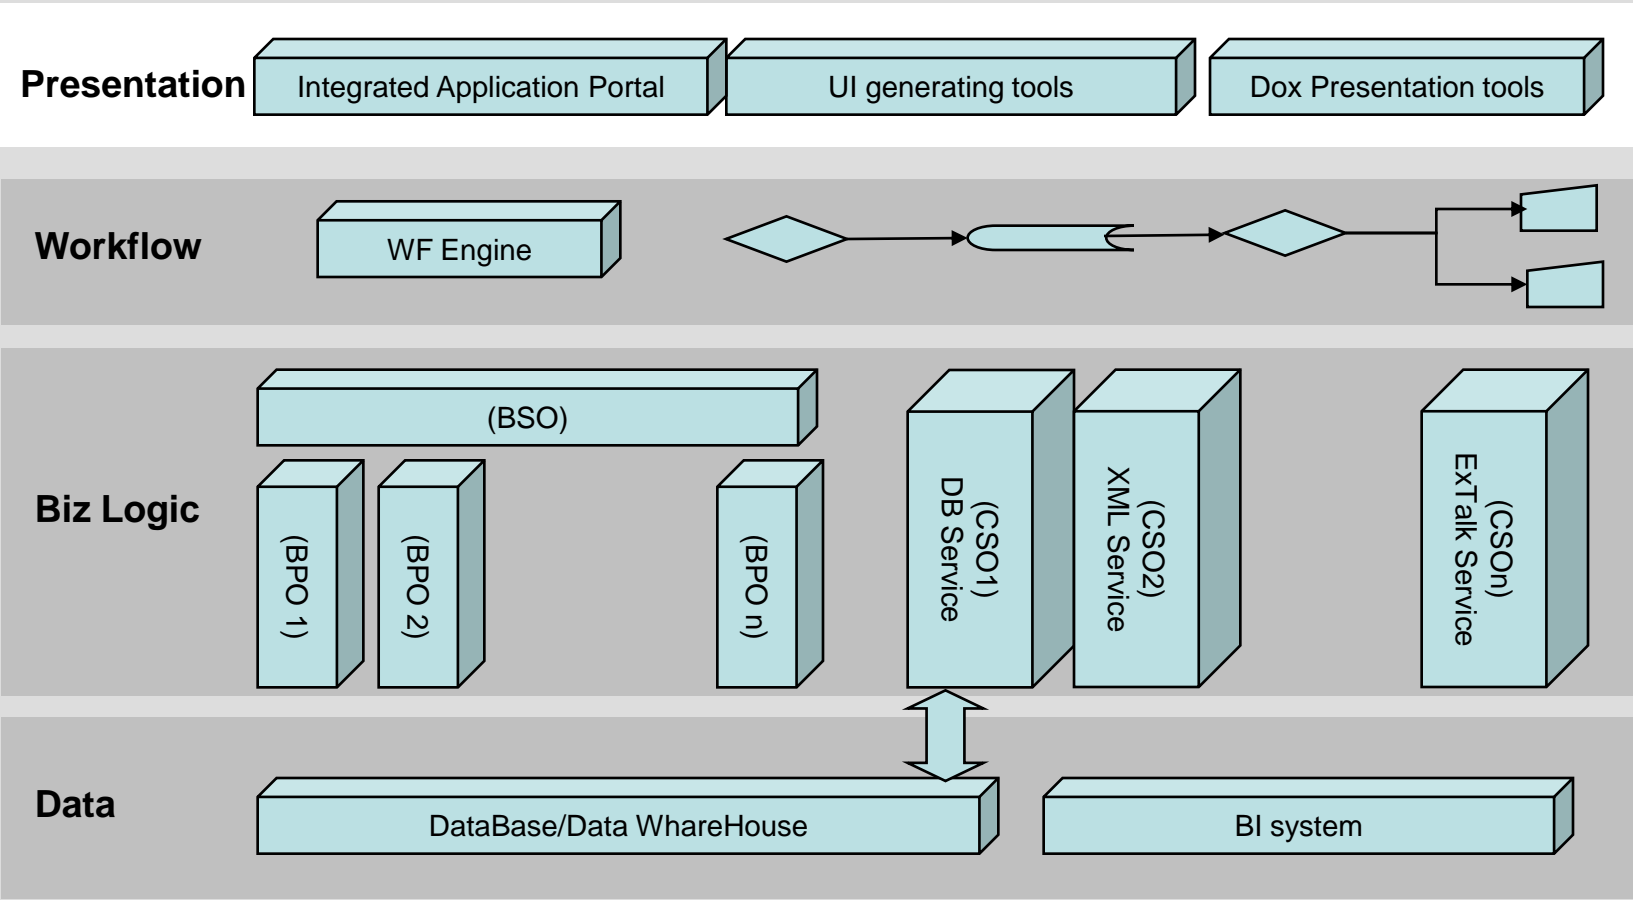 Presentation
Integrated Application Portal
UI generating tools
Dox Presentation tools
Workflow
WF Engine
Biz Logic
(BSO)
(BPO 1)
(BPO 2)
(BPO n)
(CSO1)
DB Service
(CSO2)
XML Service
(CSOn)
ExTalk Service
Data
DataBase/Data WhareHouse
BI system